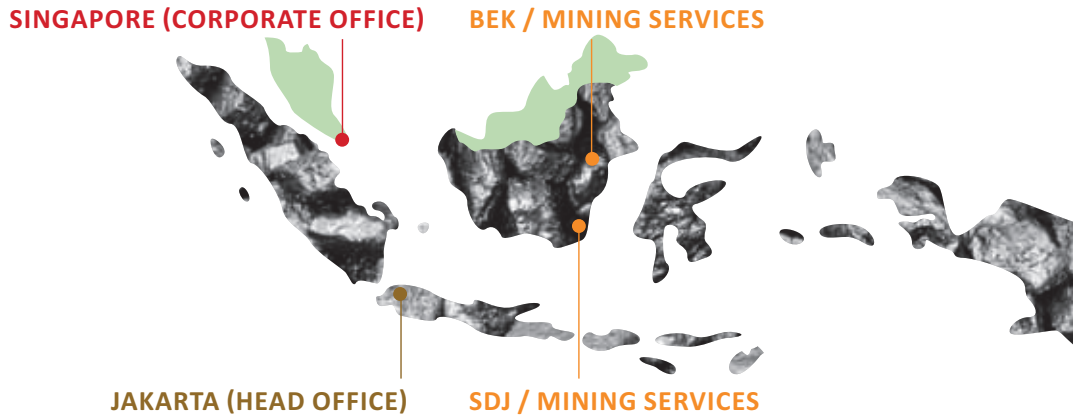 SINGAPORE (CORPORATE OFFICE)
BEK / MINING SERVICES
JAKARTA (HEAD OFFICE)
SDJ / MINING SERVICES